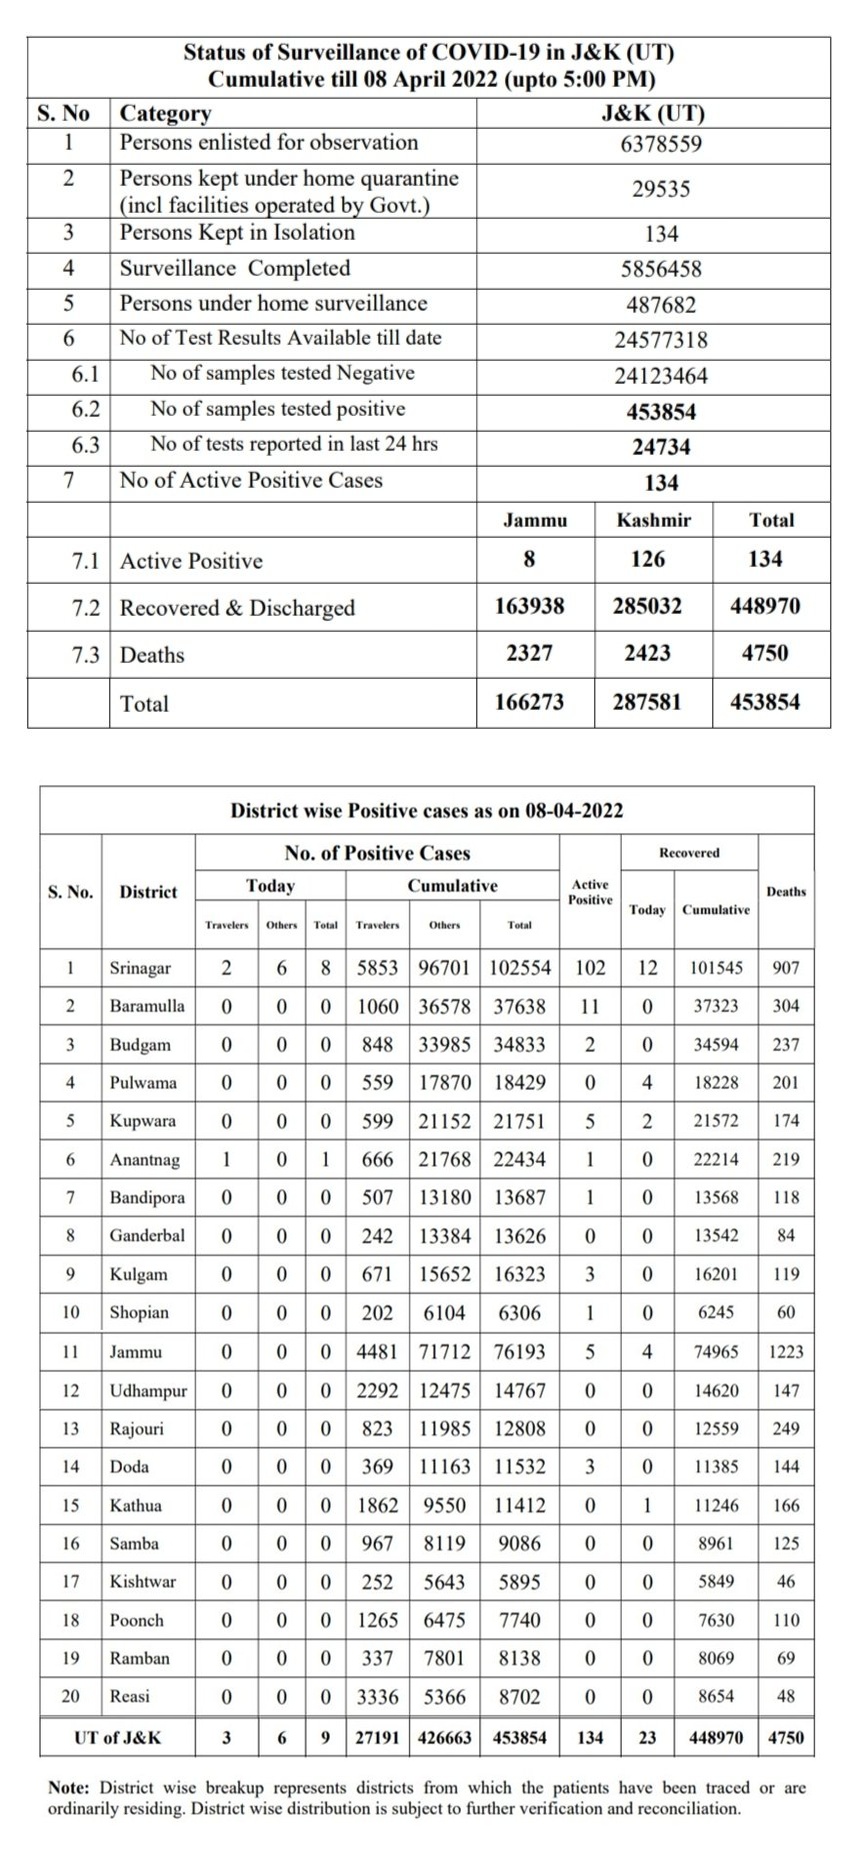 Status of Surveillance of COVID-19 in J&K (UT)
Cumulative till 08 April 2022 (upto 5:00 PM)
S. No Category J&K (UT)
1 Persons enlisted for observation 6378559
2 Persons kept under home quarantine
(incl facilities operated by Govt.) 29535
3 Persons Kept in Isolation 134
4 Surveillance Completed 5856458
5 Persons under home surveillance 487682
6 No of Test Results Available till date 24577318
6.1 No of samples tested Negative 24123464
6.2 No of samples tested positive 453854
6.3 No of tests reported in last 24 hrs 24734
7 No of Active Positive Cases 134
Jammu Kashmir Total
7.1 Active Positive 8 126 134
7.2 Recovered & Discharged 163938 285032 448970
7.3 Deaths 2327 2423 4750
Total 166273 287581 453854
District wise Positive cases as on 08-04-2022
S. No. District No. of Positive Cases Active Positive Recovered Deaths
Today Cumulative Today Cumulative
Travelers Others Total Travelers Others Total
1 Srinagar 2 6 8 5853 96701 102554 102 12 101545 907
2 Baramulla 0 0 0 1060 36578 37638 11 0 37323 304
3 Budgam 0 0 0 848 33985 34833 2 0 34594 237
4 Pulwama 0 0 0 559 17870 18429 0 4 18228 201
5 Kupwara 0 0 0 599 21152 21751 5 2 21572 174
6 Anantnag 1 0 1 666 21768 22434 1 0 22214 219
7 Bandipora 0 0 0 507 13180 13687 1 0 13568 118
8 Ganderbal 0 0 0 242 13384 13626 0 0 13542 84
9 Kulgam 0 0 0 671 15652 16323 3 0 16201 119
10 Shopian 0 0 0 202 6104 6306 1 0 6245 60
11 Jammu 0 0 0 4481 71712 76193 5 4 74965 1223
12 Udhampur 0 0 0 2292 12475 14767 0 0 14620 147
13 Rajouri 0 0 0 823 11985 12808 0 0 12559 249
14 Doda 0 0 0 369 11163 11532 3 0 11385 144
15 Kathua 0 0 0 1862 9550 11412 0 1 11246 166
16 Samba 0 0 0 967 8119 9086 0 0 8961 125
17 Kishtwar 0 0 0 252 5643 5895 0 0 5849 46
18 Poonch 0 0 0 1265 6475 7740 0 0 7630 110
19 Ramban 0 0 0 337 7801 8138 0 0 8069 69
20 Reasi 0 0 0 3336 5366 8702 0 0 8654 48
UT of J&K 3 6 9 27191 426663 453854 134 23 448970 4750
Note: District wise breakup represents districts from which the patients have been traced or are
ordinarily residing. District wise distribution is subject to further verification and reconciliation.